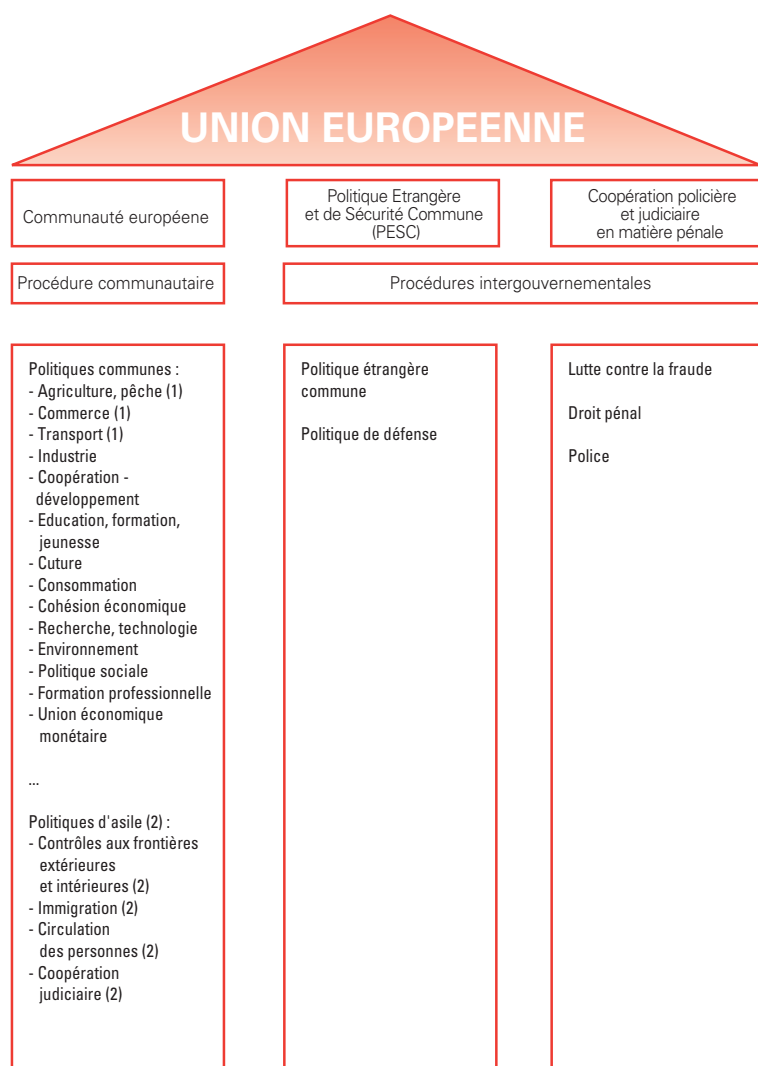 UNION EUROPEENNE
Communauté européene
Politique Etrangère
et de Sécurité Commune
(PESC)
Coopération policière
et judiciaire
en matière pénale
Procédure communautaire
Procédures intergouvernementales
Politiques communes :
- Agriculture, pêche (1)
- Commerce (1)
- Transport (1)
- Industrie
- Coopération -
développement
- Education, formation,
jeunesse
- Cuture
- Consommation
- Cohésion économique
- Recherche, technologie
- Environnement
- Politique sociale
- Formation professionnelle
- Union économique
monétaire
...
Politiques d'asile (2) :
- Contrôles aux frontières
extérieures
et intérieures (2)
- Immigration (2)
- Circulation
des personnes (2)
- Coopération
judiciaire (2)
Politique étrangère
commune
Politique de défense
Lutte contre la fraude
Droit pénal
Police